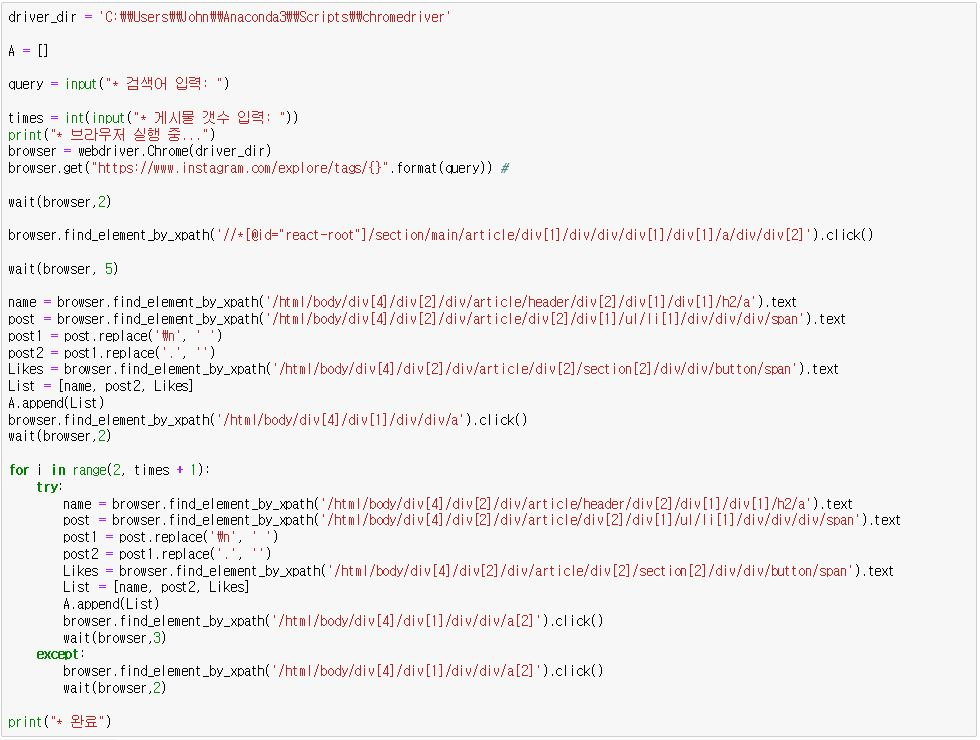 driver_dir = 'C:₩₩Users₩₩John₩₩Anaconda3₩₩Scripts₩₩chromedriver'
A = []
query = input("* 검색어 입력: ")
times = int(input("* 게시물 갯수 입력: "))
print("* 브라우저 실행 중...")
browser = webdriver.Chrome(driver_dir)
browser.get("https://www.instagram.com/explore/tags/{}".format(query)) #
wait(browser,2)
browser.find_element_by_xpath('//*[@id="react-root"]/section/main/article/div[1]/div/div/div[1]/div[1]/a/div/div[2]').click()
wait(browser, 5)
name = browser.find_element_by_xpath('/html/body/div[4]/div[2]/div/article/header/div[2]/div[1]/div[1]/h2/a').text
post = browser.find_element_by_xpath('/html/body/div[4]/div[2]/div/article/div[2]/div[1]/ul/li[1]/div/div/div/span').text
post1 = post.replace('₩n', ' ')
post2 = post1.replace('.', '')
Likes = browser.find_element_by_xpath('/html/body/div[4]/div[2]/div/article/div[2]/section[2]/div/div/button/span').text
List = [name, post2, Likes]
A.append(List)
browser.find_element_by_xpath('/html/body/div[4]/div[1]/div/div/a').click()
wait(browser,2)
for i in range(2, times + 1):
    try:
        name = browser.find_element_by_xpath('/html/body/div[4]/div[2]/div/article/header/div[2]/div[1]/div[1]/h2/a').text
        post = browser.find_element_by_xpath('/html/body/div[4]/div[2]/div/article/div[2]/div[1]/ul/li[1]/div/div/div/span').text
        post1 = post.replace('₩n', ' ')
        post2 = post1.replace('.', '')
        Likes = browser.find_element_by_xpath('/html/body/div[4]/div[2]/div/article/div[2]/section[2]/div/div/button/span').text
        List = [name, post2, Likes]
        A.append(List)
        browser.find_element_by_xpath('/html/body/div[4]/div[1]/div/div/a[2]').click()
        wait(browser,3)
    except:
        browser.find_element_by_xpath('/html/body/div[4]/div[1]/div/div/a[2]').click()
        wait(browser,2)
print("* 완료")